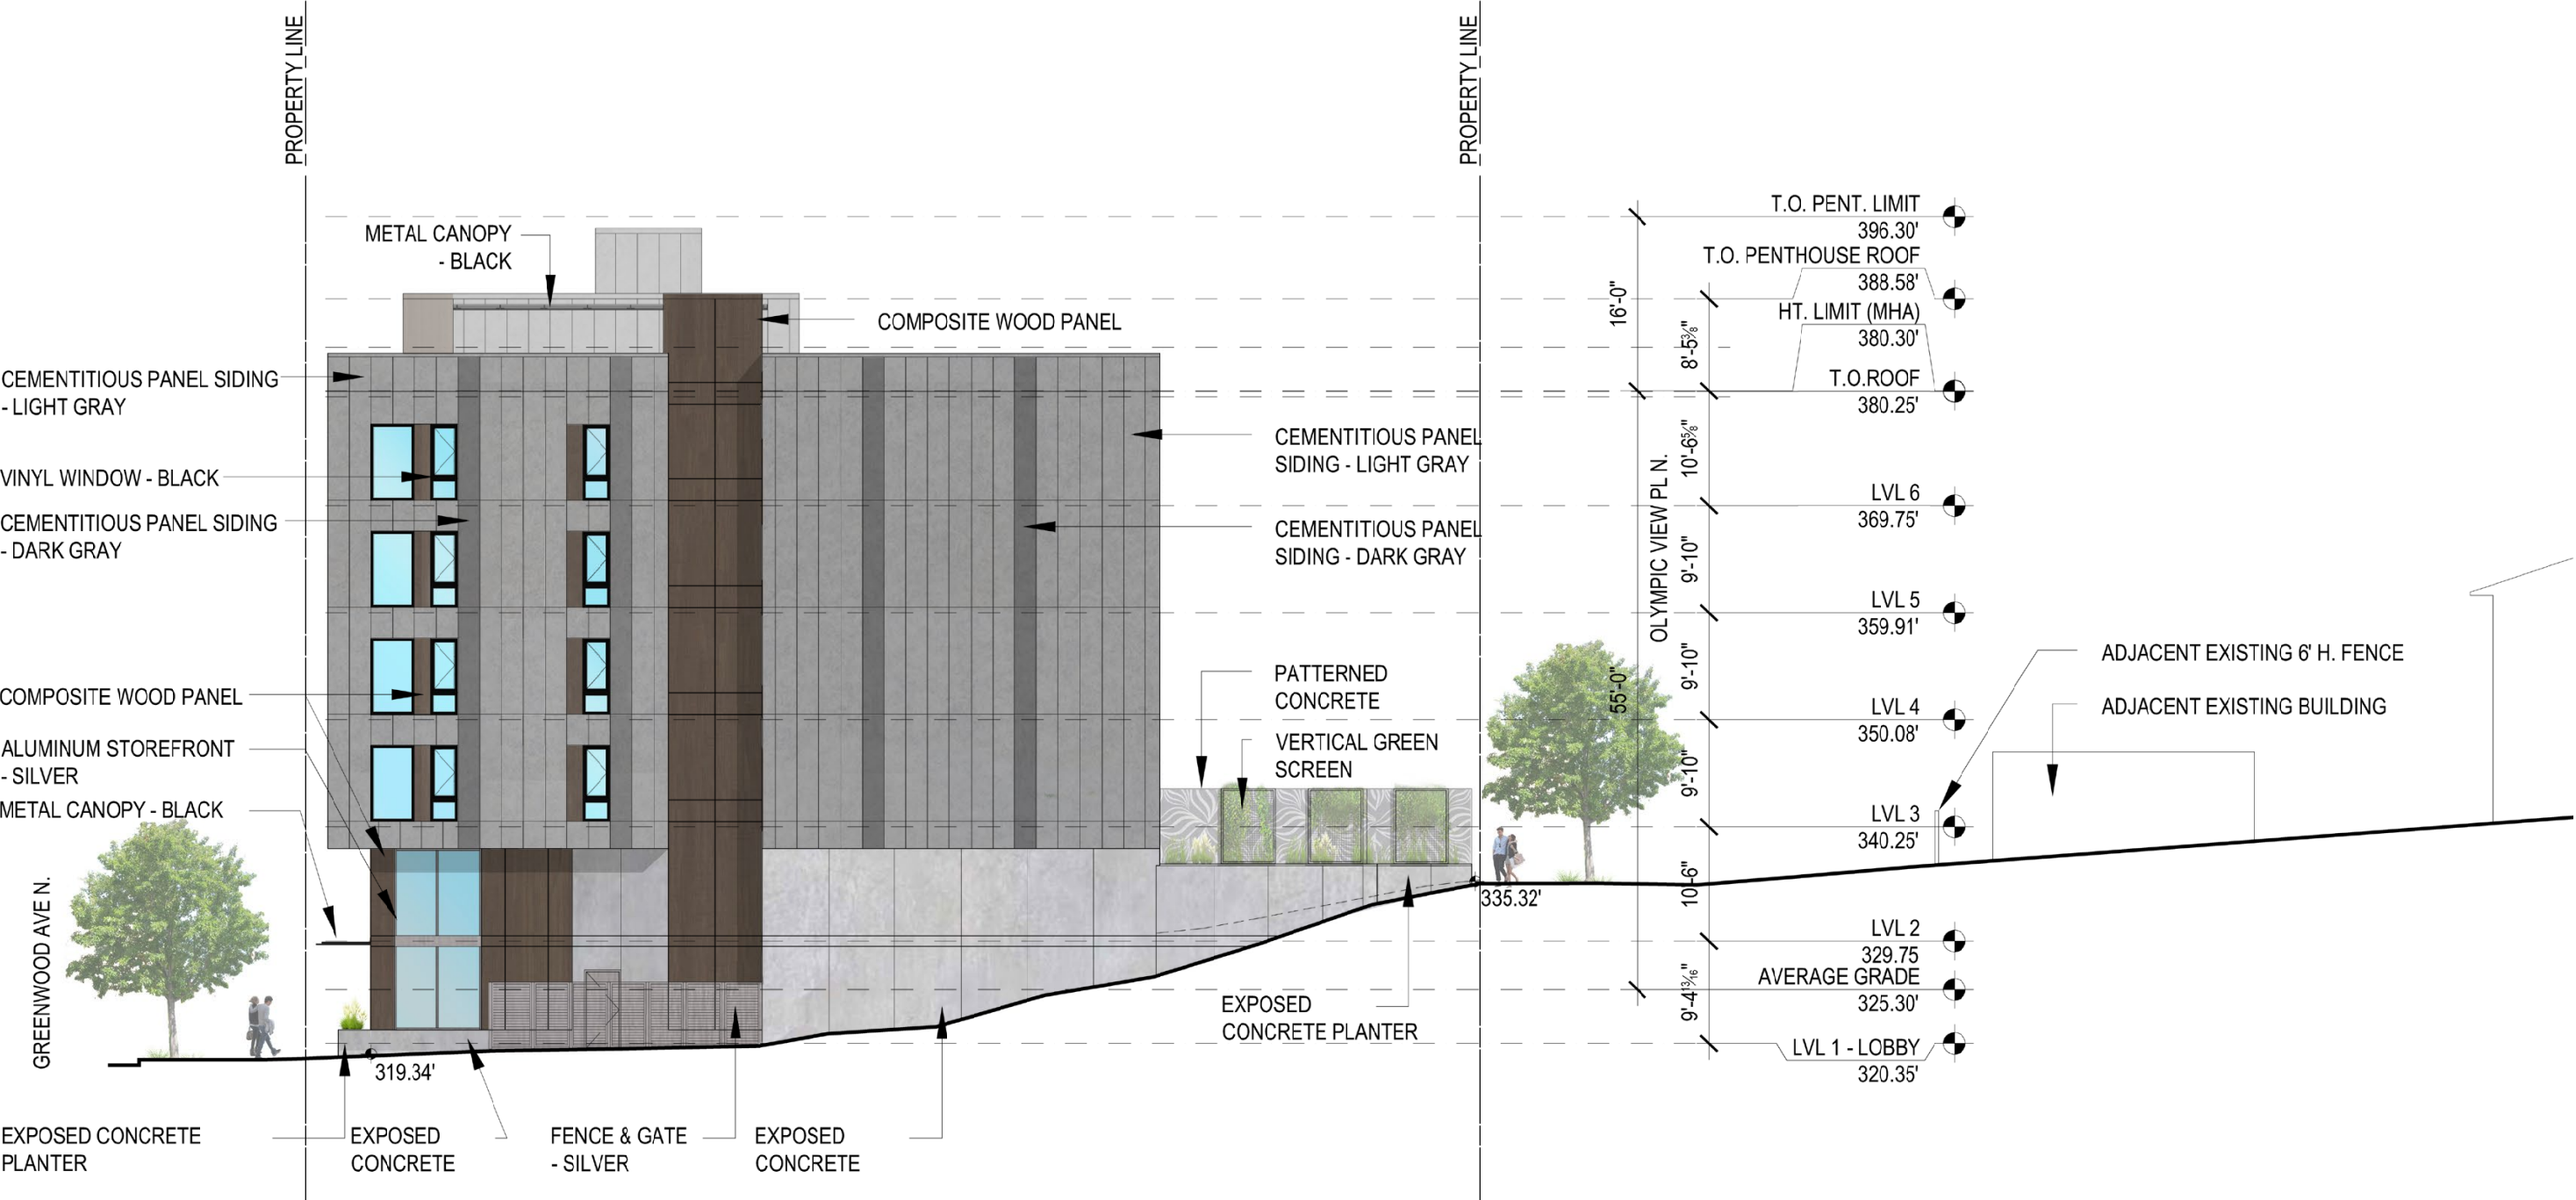 PROPERTY LINE
PROPERTY LINE
METAL CANOPY
- BLACK
COMPOSITE WOOD PANEL
CEMENTITIOUS PANEL SIDING
- LIGHT GRAY
VINYL WINDOW - BLACK
CEMENTITIOUS PANEL SIDING
- DARK GRAY
COMPOSITE WOOD PANEL
ALUMINUM STOREFRONT
- SILVER
METAL CANOPY - BLACK
GREENWOOD AVE N.
319.34'
EXPOSED CONCRETE
PLANTER
EXPOSED
CONCRETE
FENCE & GATE
- SILVER
EXPOSED
CONCRETE
CEMENTITIOUS PANEL
SIDING - LIGHT GRAY
CEMENTITIOUS PANEL
SIDING - DARK GRAY
PATTERNED
CONCRETE
VERTICAL GREEN
SCREEN
EXPOSED
CONCRETE PLANTER
335.32'
OLYMPIC VIEW PL N.
16'-0"
55'-0"
8'-5⅜"
10'-6⅝"
9'-10"
9'-10"
9'-10"
10'-6"
9'-4 13/16"
T.O. PENT. LIMIT
396.30'
T.O. PENTHOUSE ROOF
388.58'
HT. LIMIT (MHA)
380.30'
T.O.ROOF
380.25'
LVL 6
369.75'
LVL 5
359.91'
LVL 4
350.08'
LVL 3
340.25'
LVL 2
329.75
AVERAGE GRADE
325.30'
LVL 1 - LOBBY
320.35'
ADJACENT EXISTING 6' H. FENCE
ADJACENT EXISTING BUILDING